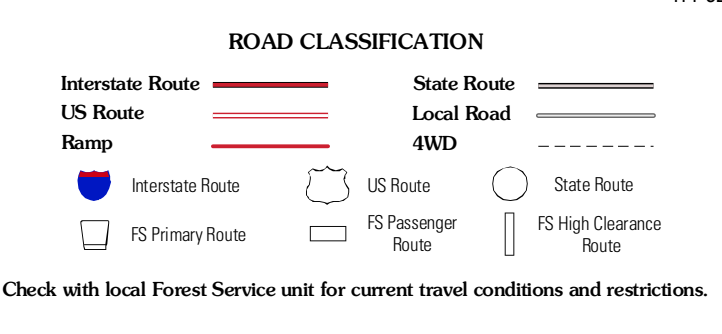 ROAD CLASSIFICATION
Interstate Route
State Route
US Route
Local Road
Ramp
4WD
Interstate Route
US Route
State Route
FS Primary Route
FS Passenger
Route
FS High Clearance
Route
Check with local Forest Service unit for current travel conditions and restrictions.